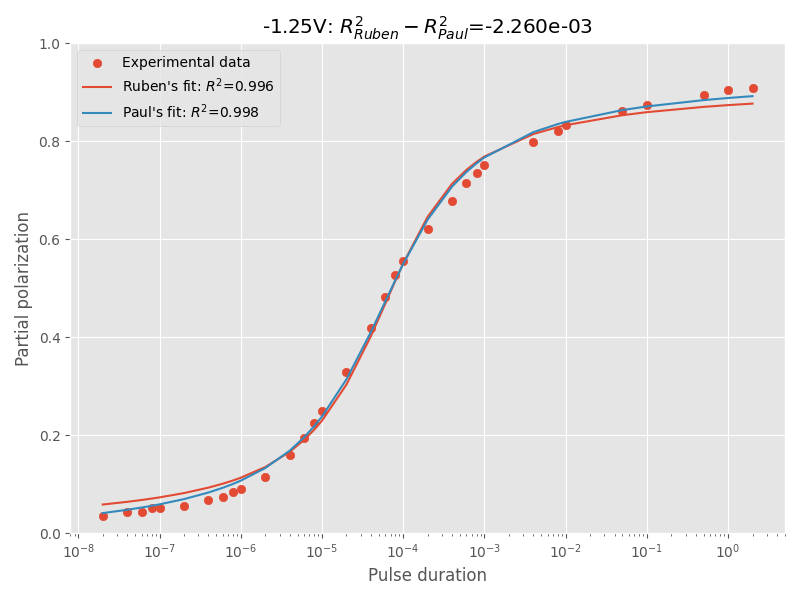 -1.25V: $R^2_{Ruben} - R^2_{Paul}$=-2.260e-03
Experimental data
Ruben's fit: $R^2$=0.996
Paul's fit: $R^2$=0.998
Partial polarization
1.0
0.8
0.6
0.4
0.2
0.0
$10^{-8}$ $10^{-7}$ $10^{-6}$ $10^{-5}$ $10^{-4}$ $10^{-3}$ $10^{-2}$ $10^{-1}$ $10^{0}$
Pulse duration